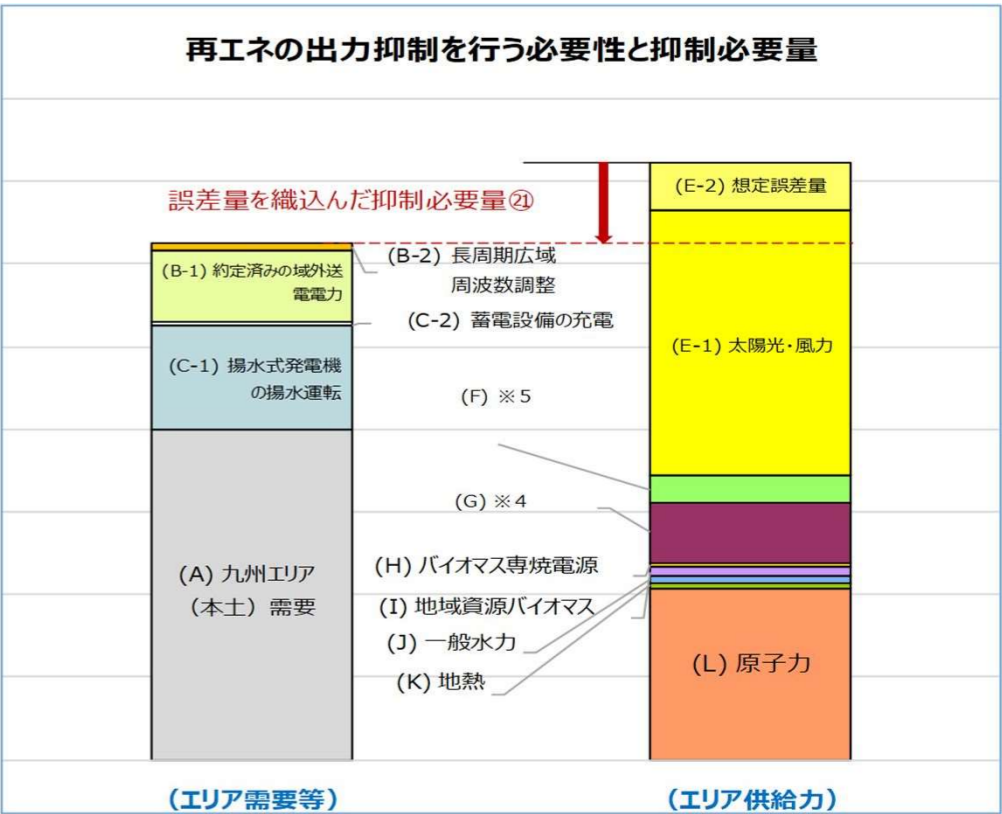 再エネの出力抑制を行う必要性と抑制必要量
誤差量を織込んだ抑制必要量㉑
(B-1) 約定済みの域外送
電電力
(C-1) 揚水式発電機
の揚水運転
(A) 九州エリア
（本土）需要
(B-2) 長周期広域
周波数調整
(C-2) 蓄電設備の充電
(F) ※５
(G) ※４
(H) バイオマス専焼電源
(I) 地域資源バイオマス
(J) 一般水力
(K) 地熱
(E-2) 想定誤差量
(E-1) 太陽光・風力
(L) 原子力
（エリア需要等）
（エリア供給力）